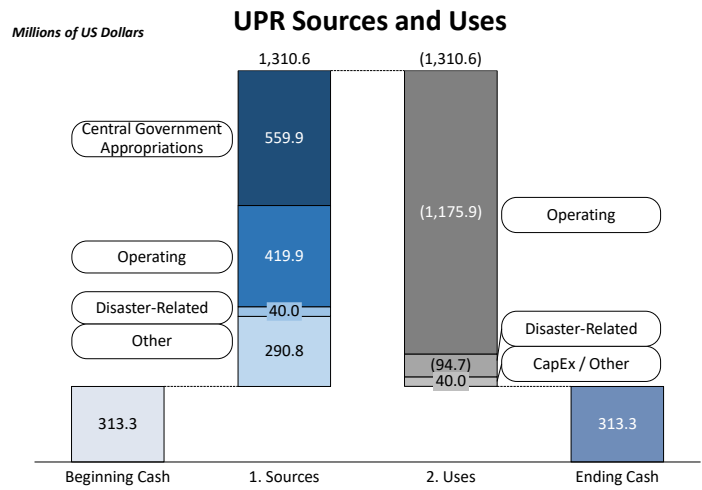 UPR Sources and Uses
Millions of US Dollars
1,310.6
(1,310.6)
Central Government
Appropriations
559.9
(1,175.9)
Operating
Operating
419.9
Disaster-Related
40.0
Other
290.8
Disaster-Related
(94.7)
CapEx / Other
40.0
313.3
313.3
Beginning Cash
1. Sources
2. Uses
Ending Cash